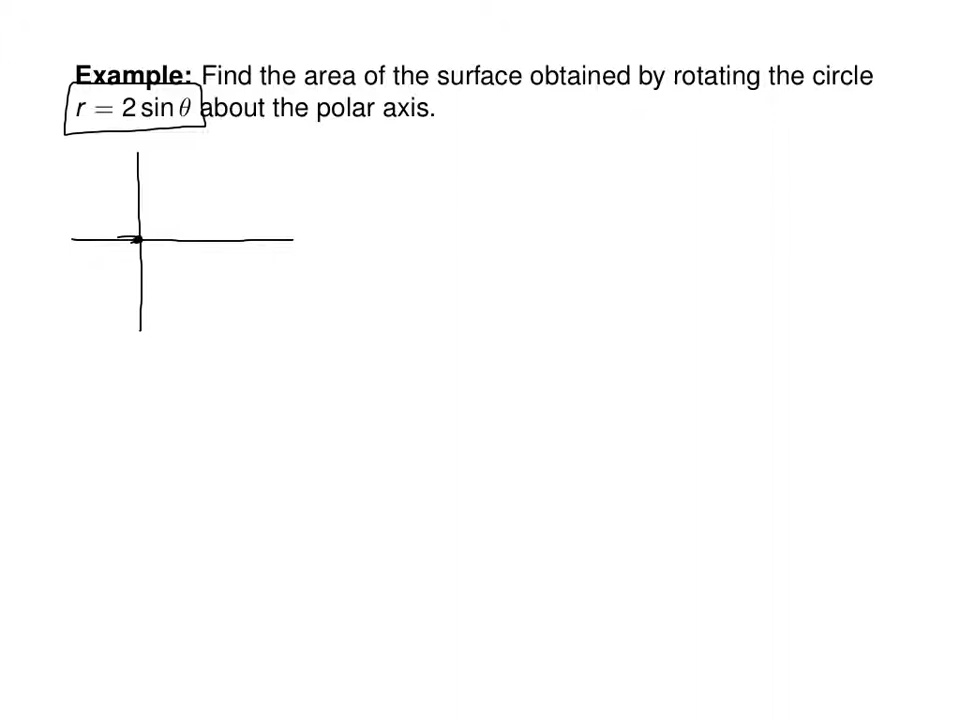 Example: Find the area of the surface obtained by rotating the circle
r = 2 sin θ about the polar axis.